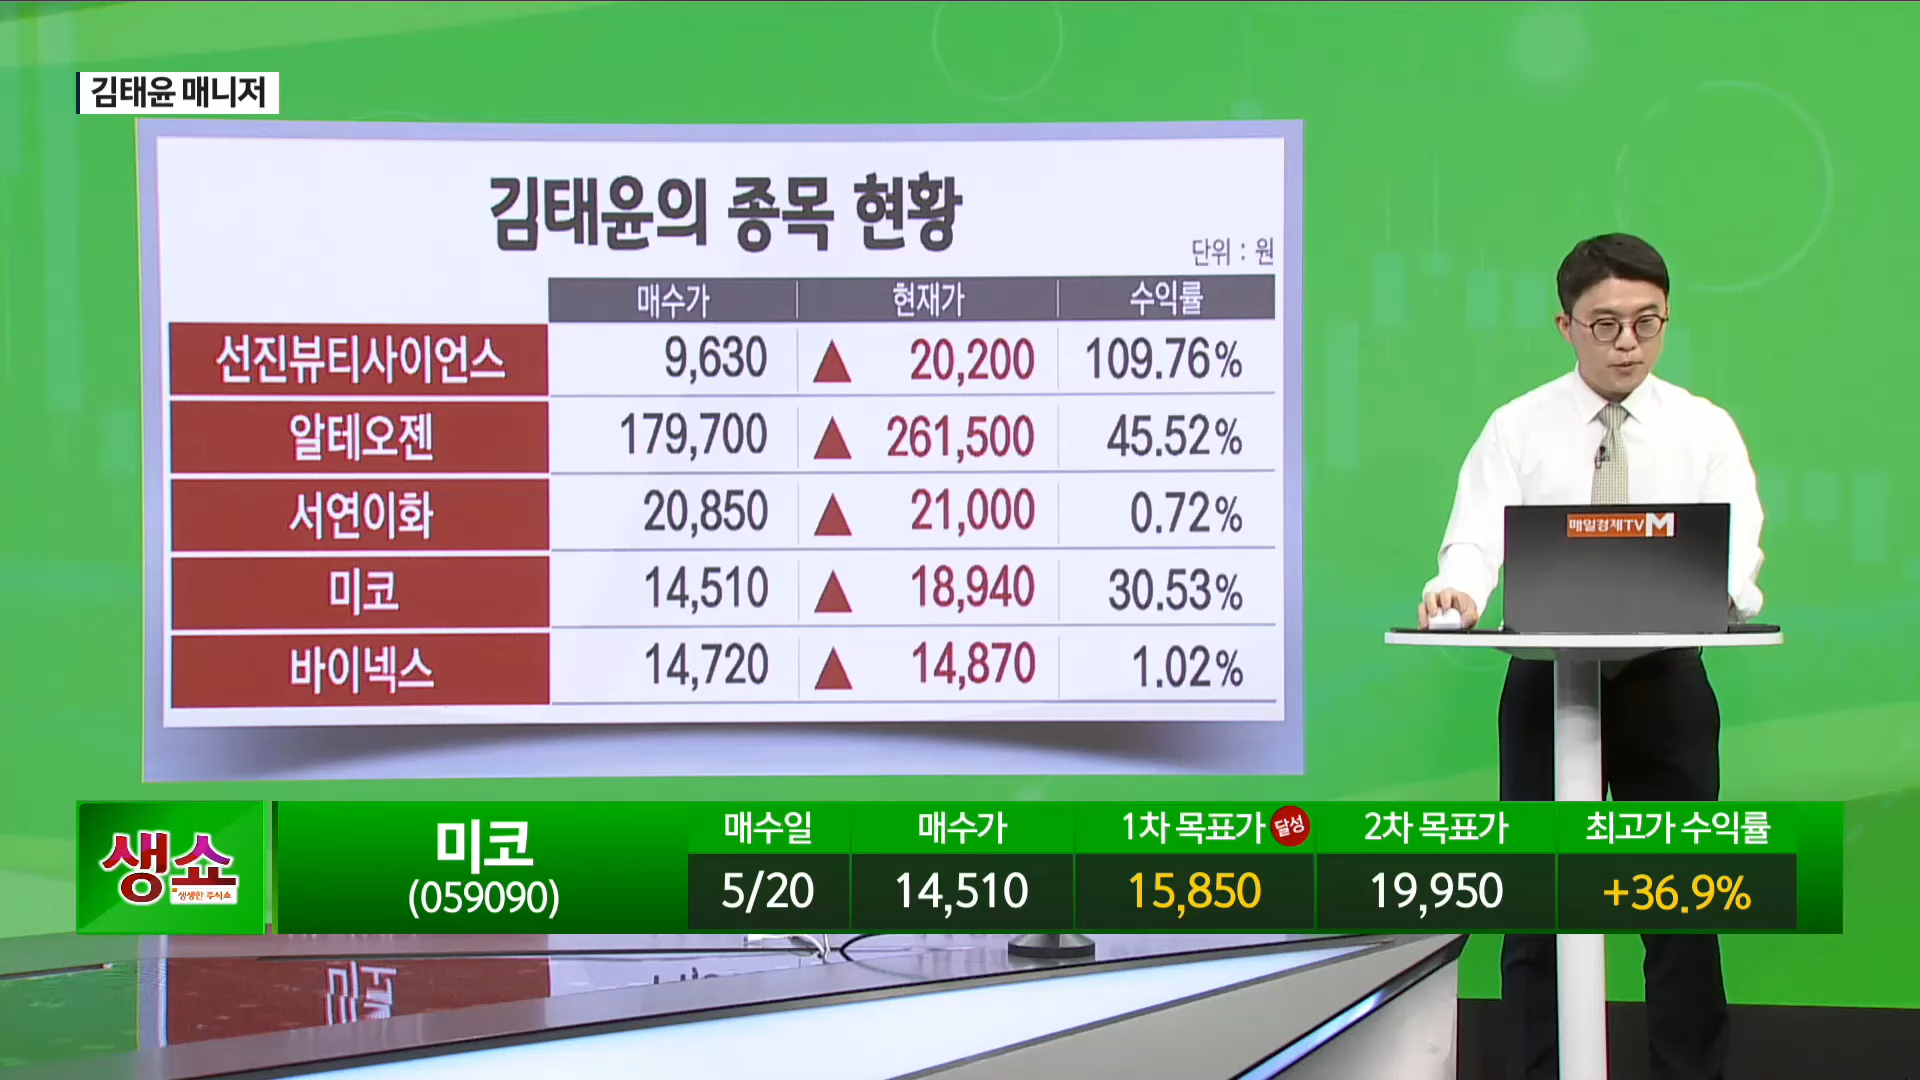 김태윤 매니저
김태윤의 종목 현황
단위 : 원
매수가 현재가 수익률
선진뷰티사이언스 9,630 ▲ 20,200 109.76%
알테오젠 179,700 ▲ 261,500 45.52%
서연이화 20,850 ▲ 21,000 0.72%
미코 14,510 ▲ 18,940 30.53%
바이넥스 14,720 ▲ 14,870 1.02%
매일경제TV M
생쇼
생생한 주식쇼
미코
(059090)
매수일 매수가 1차 목표가 달성 2차 목표가 최고가 수익률
5/20 14,510 15,850 19,950 +36.9%